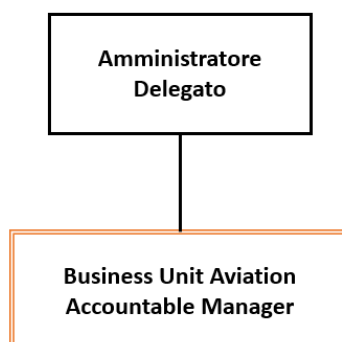 Amministratore
Delegato
Business Unit Aviation
Accountable Manager